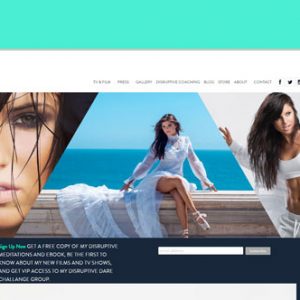 TV & FILM PRESS GALLERY DISRUPTIVE COACHING BLOG STORE ABOUT CONTACT
Sign Up Now GET A FREE COPY OF MY DISRUPTIVE
MEDITATIONS AND EBOOK, BE THE FIRST TO
KNOW ABOUT MY NEW FILMS AND TV SHOWS,
AND GET VIP ACCESS TO MY DISRUPTIVE DARE
CHALLANGE GROUP.